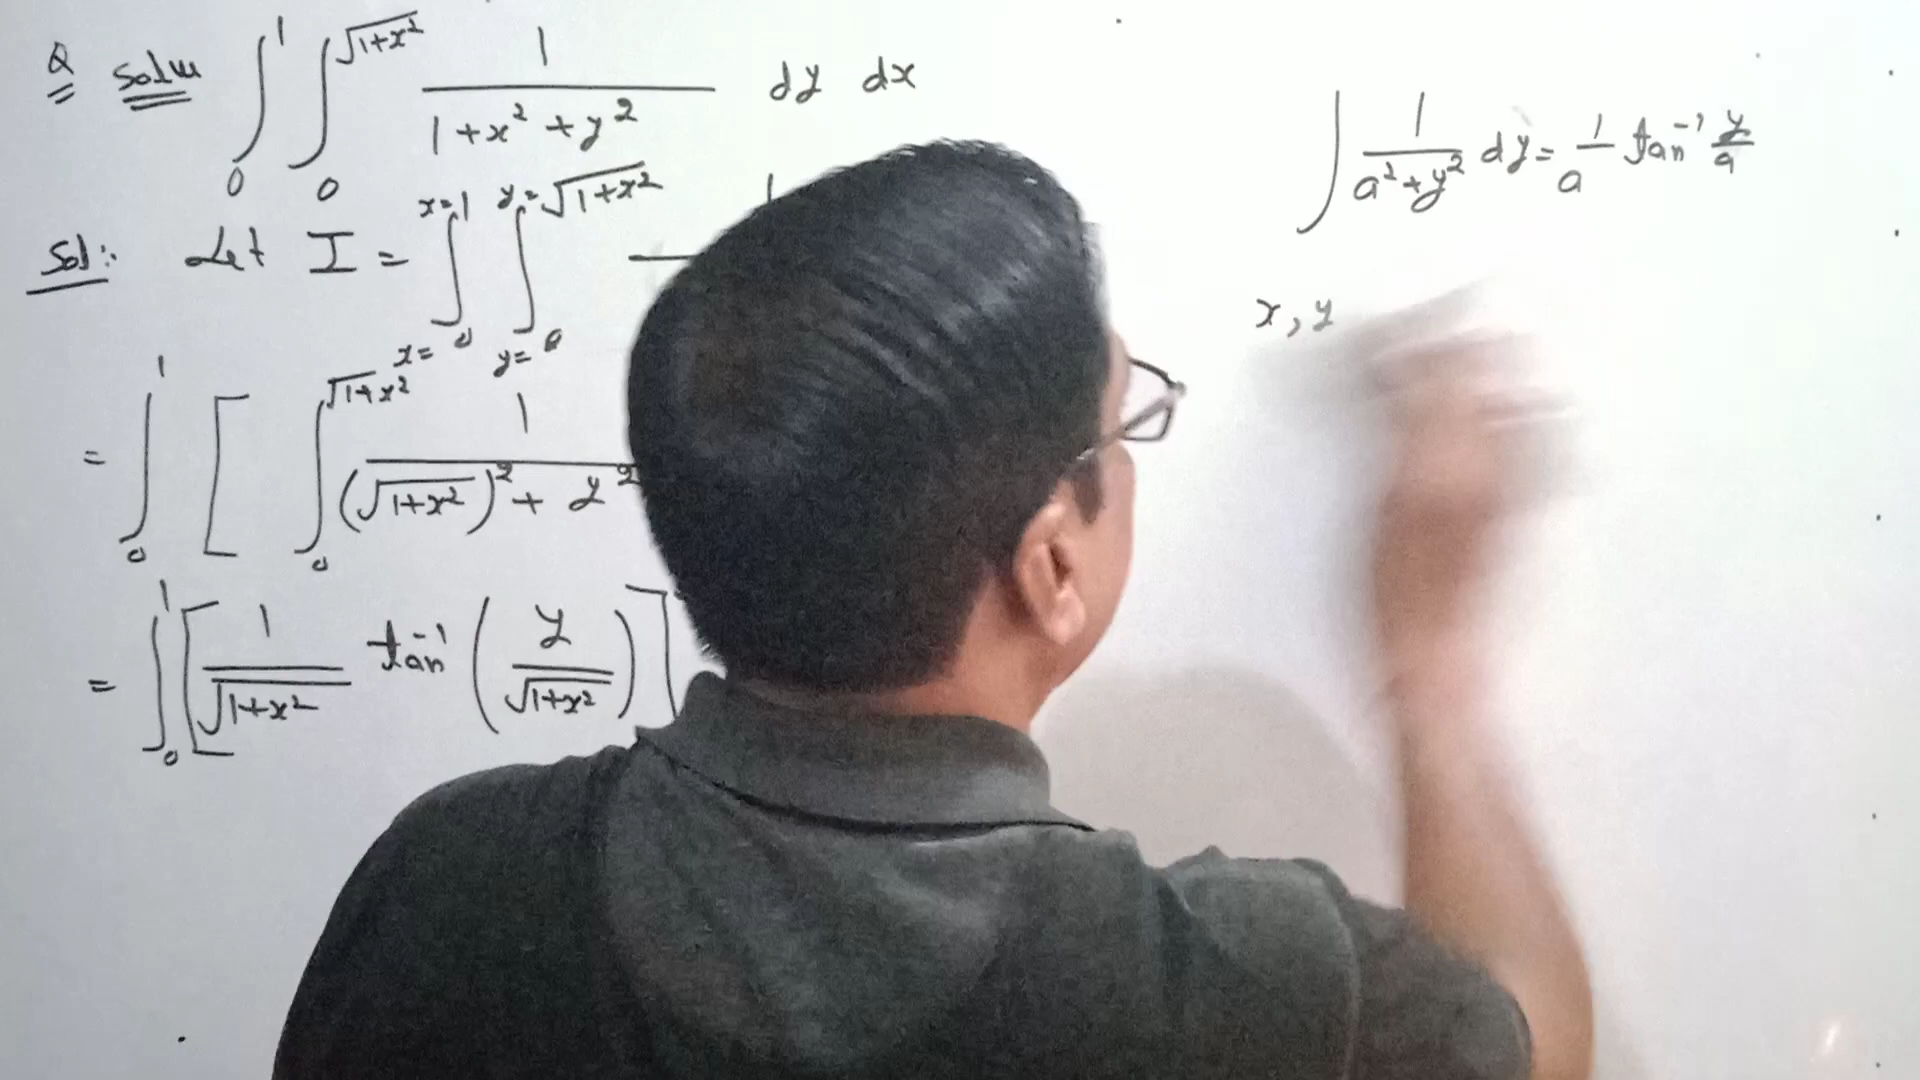 Q Solve ∫₀¹ ∫₀^√(1+x²) 1/(1+x²+y²) dy dx
Sol: Let I = ∫_{x=0}^{x=1} ∫_{y=0}^{y=√(1+x²)} 1
= ∫₀¹ [ ∫₀^√(1+x²) 1/((√(1+x²))² + y²)
= ∫₀¹ [ 1/√(1+x²) tan⁻¹ ( y/√(1+x²) ) ]
∫ 1/(a²+y²) dy = 1/a tan⁻¹ y/a
x, y